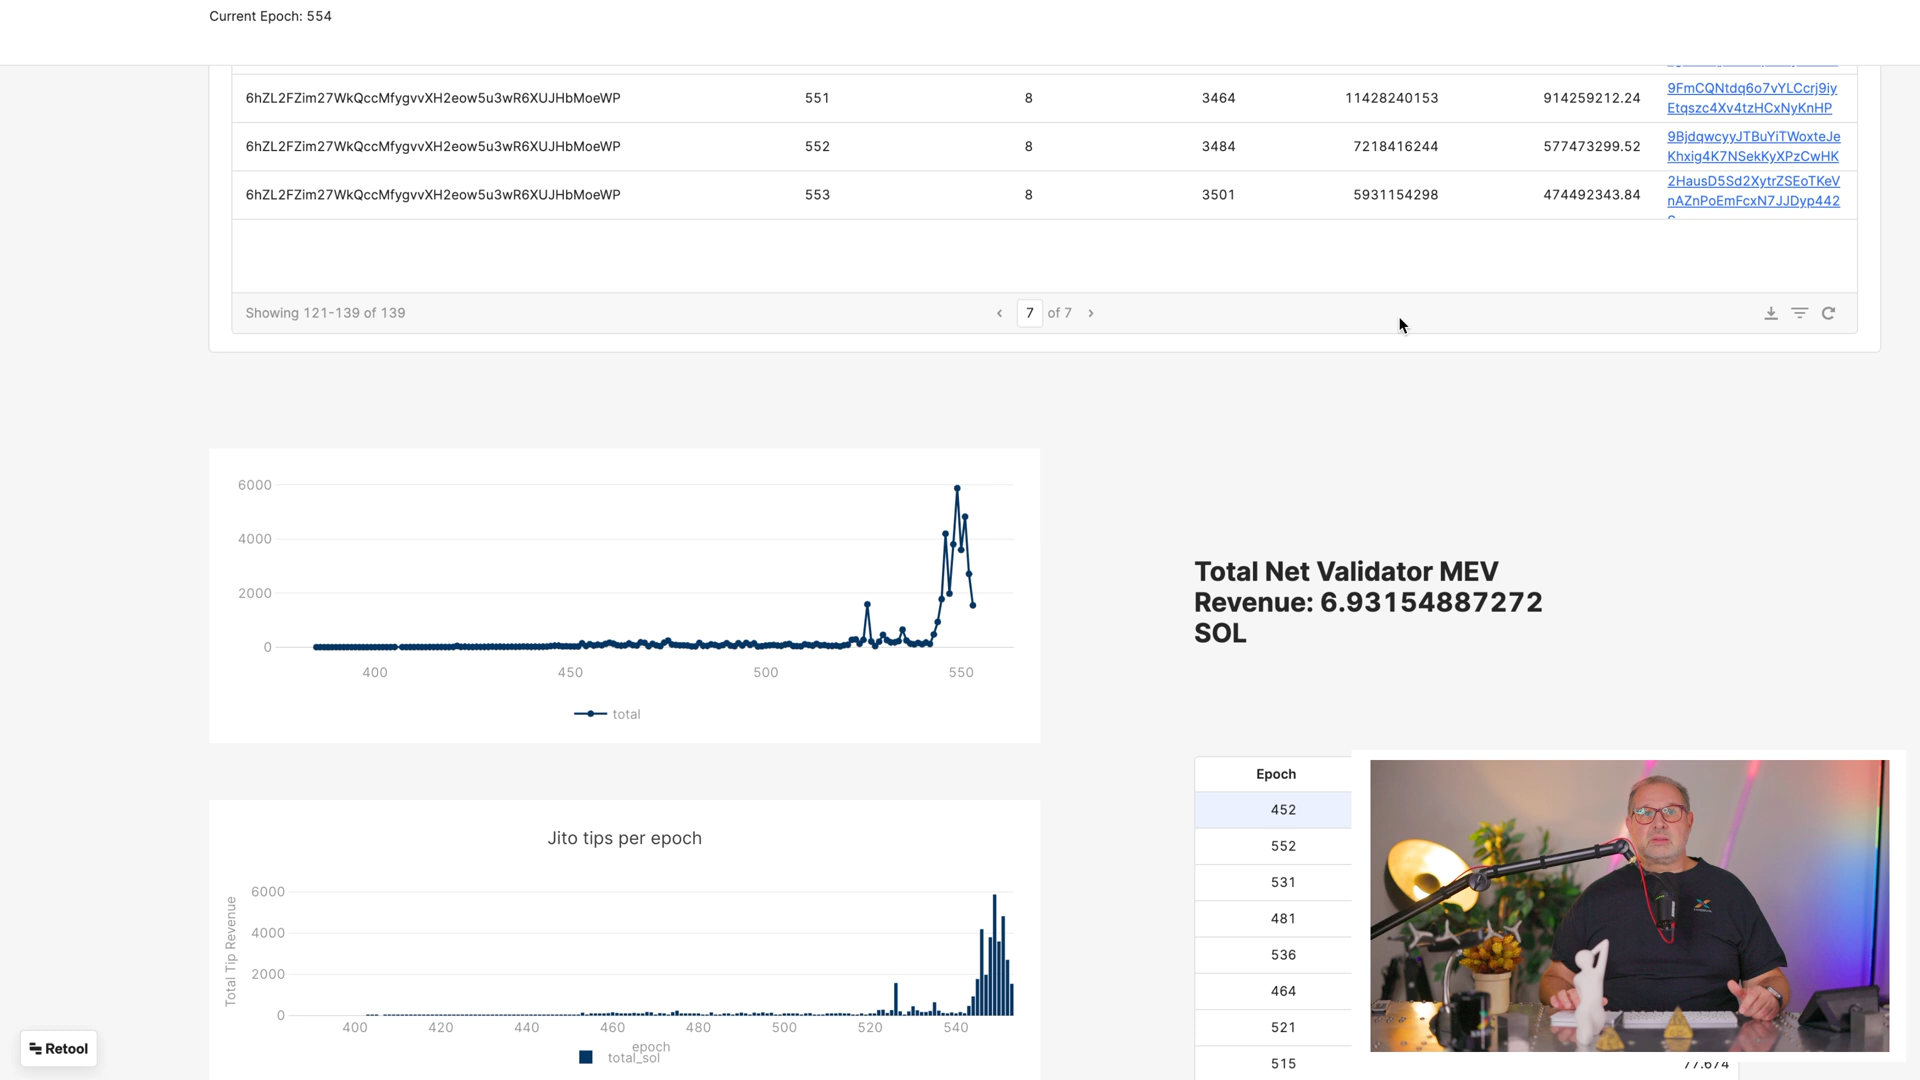 Current Epoch: 554
6hZL2FZim27WkQccMfygvvXH2eow5u3wR6XUJHbMoeWP 551 8 3464 11428240153 914259212.24 9FmCQNtdq6o7vYLCcrj9iy
Etqszc4Xv4tzHCxNyKnHP
6hZL2FZim27WkQccMfygvvXH2eow5u3wR6XUJHbMoeWP 552 8 3484 7218416244 577473299.52 9BjdqwcyyJTBuYiTWoxteJe
Khxig4K7NSekKyXPzCwHK
6hZL2FZim27WkQccMfygvvXH2eow5u3wR6XUJHbMoeWP 553 8 3501 5931154298 474492343.84 2HausD5Sd2XytrZSEoTKeV
nAZnPoEmFcxN7JJDyp442
Showing 121-139 of 139
7 of 7
6000
4000
2000
0
400 450 500 550
total
Total Net Validator MEV
Revenue: 6.93154887272
SOL
Jito tips per epoch
Total Tip Revenue
6000
4000
2000
0
400 420 440 460 480 500 520 540
epoch
total_sol
Epoch
452
552
531
481
536
464
521
515 77.674
Retool